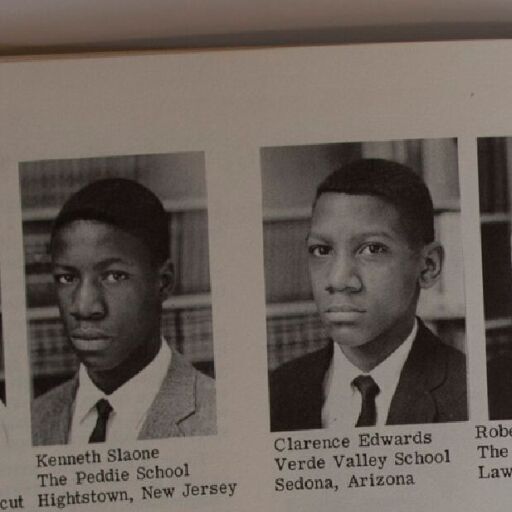 Kenneth Slaone
The Peddie School
Hightstown, New Jersey
Clarence Edwards
Verde Valley School
Sedona, Arizona
cut
Robe
The
Law